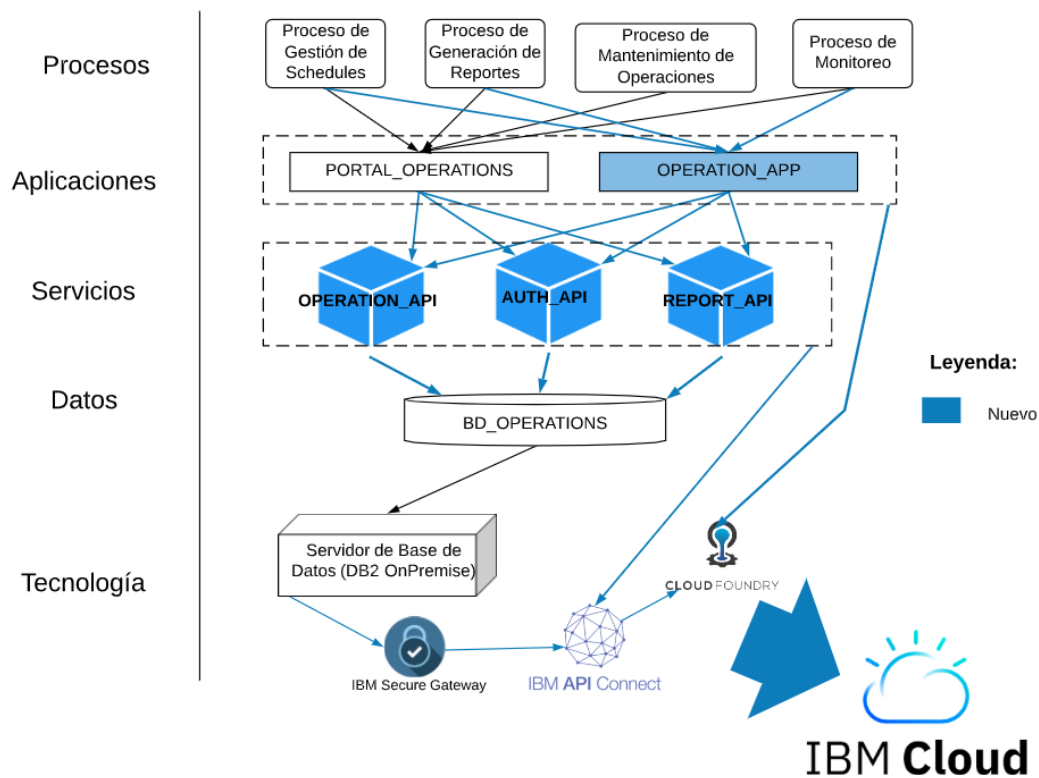 Procesos
Proceso de
Gestión de
Schedules
Proceso de
Generación de
Reportes
Proceso de
Mantenimiento de
Operaciones
Proceso de
Monitoreo
Aplicaciones
PORTAL_OPERATIONS
OPERATION_APP
Servicios
OPERATION_API
AUTH_API
REPORT_API
Leyenda:
Nuevo
Datos
BD_OPERATIONS
Tecnología
Servidor de Base de
Datos (DB2 OnPremise)
IBM Secure Gateway
IBM API Connect
CLOUD FOUNDRY
IBM Cloud